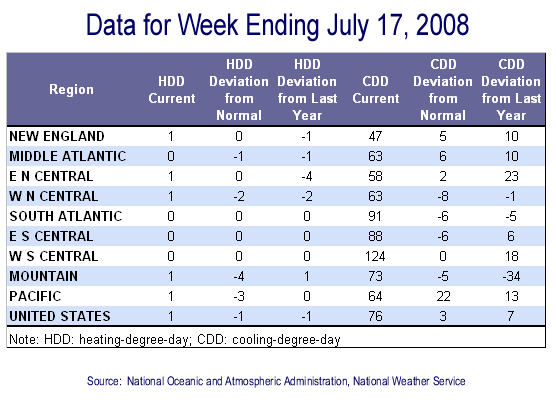 Data for Week Ending July 17, 2008
Region HDD Current HDD Deviation from Normal HDD Deviation from Last Year CDD Current CDD Deviation from Normal CDD Deviation from Last Year
NEW ENGLAND 1 0 -1 47 5 10
MIDDLE ATLANTIC 0 -1 -1 63 6 10
E N CENTRAL 1 0 -4 58 2 23
W N CENTRAL 1 -2 -2 63 -8 -1
SOUTH ATLANTIC 0 0 0 91 -6 -5
E S CENTRAL 0 0 0 88 -6 6
W S CENTRAL 0 0 0 124 0 18
MOUNTAIN 1 -4 1 73 -5 -34
PACIFIC 1 -3 0 64 22 13
UNITED STATES 1 -1 -1 76 3 7
Note: HDD: heating-degree-day; CDD: cooling-degree-day
Source: National Oceanic and Atmospheric Administration, National Weather Service